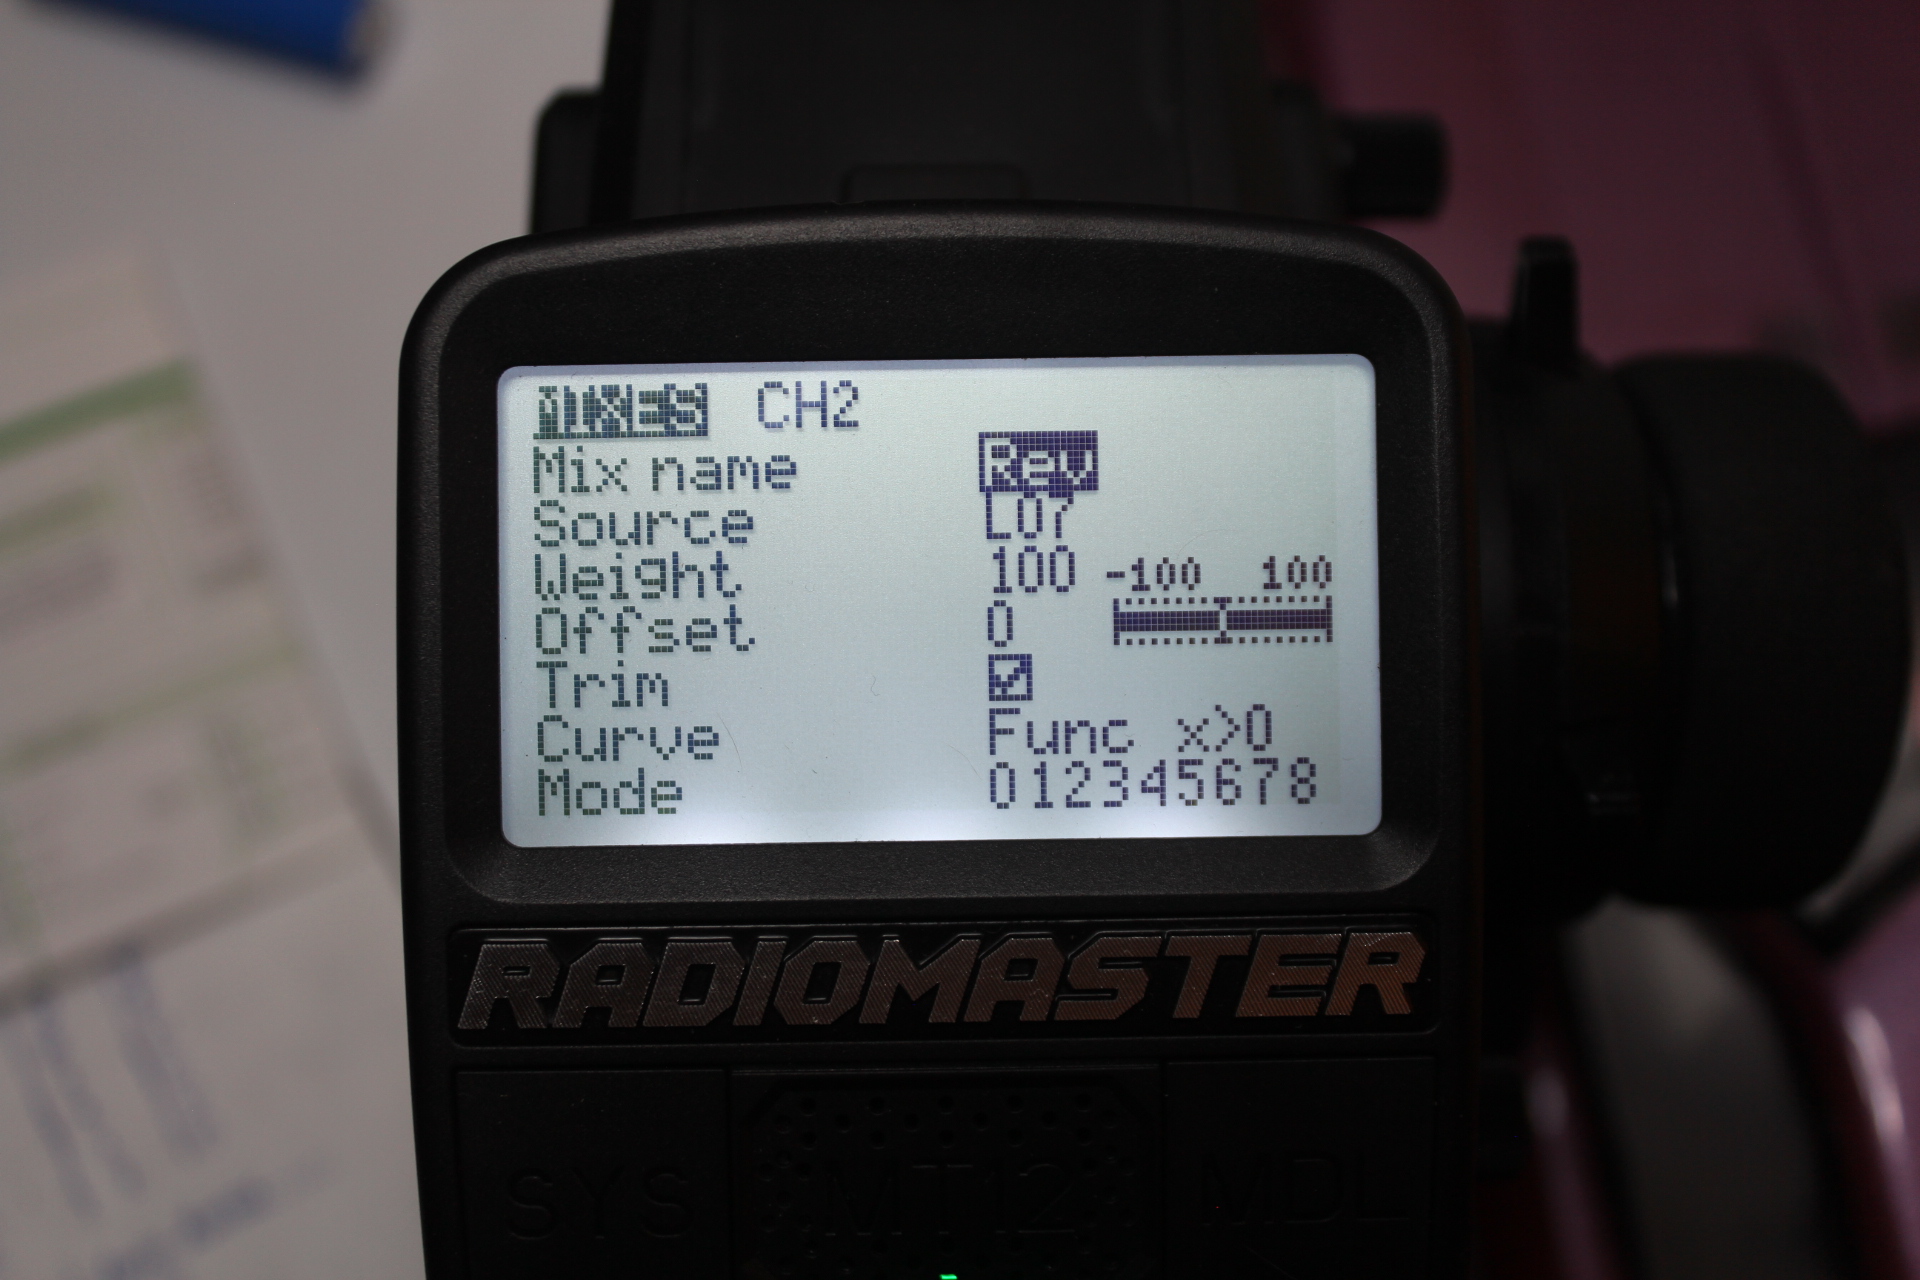 MIXES CH2
Mix name Rev
Source L07
Weight 100 -100 100
Offset 0
Trim
Curve Func x>0
Mode 012345678
RADIOMASTER
SYS MT12 MDL